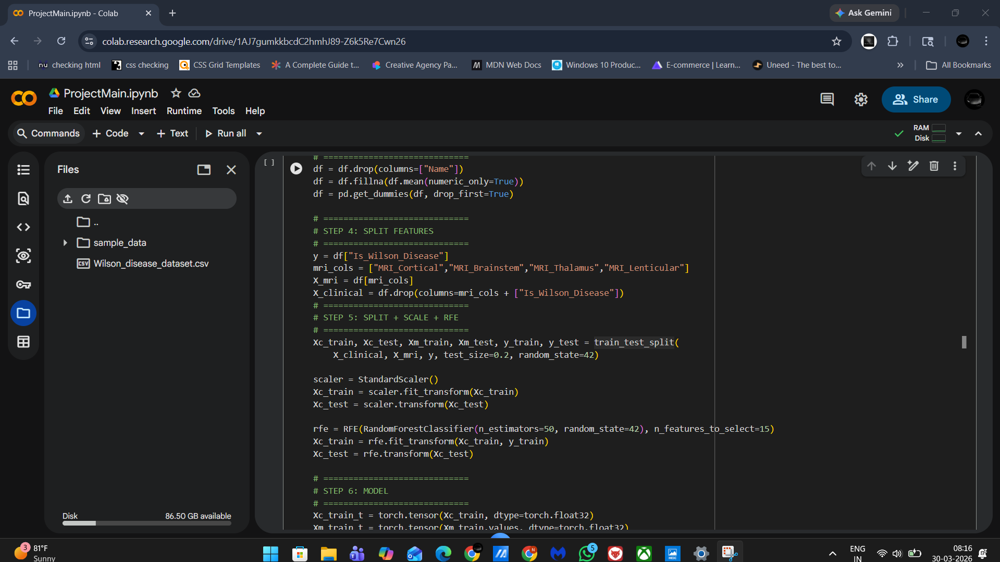 ProjectMain.ipynb - Colab
Ask Gemini
colab.research.google.com/drive/1AJ7gumkkbcdC2hmhJ89-Z6k5Re7Cwn26
nu checking html
css checking
CSS Grid Templates
A Complete Guide t...
Creative Agency Pa...
MDN Web Docs
Windows 10 Produc...
E-commerce | Learn...
Uneed - The best to...
All Bookmarks
ProjectMain.ipynb
File Edit View Insert Runtime Tools Help
Share
Commands + Code + Text Run all
RAM
Disk
Files
..
sample_data
Wilson_disease_dataset.csv
Disk 86.50 GB available
[ ]
# =============================
df = df.drop(columns=["Name"])
df = df.fillna(df.mean(numeric_only=True))
df = pd.get_dummies(df, drop_first=True)
# =============================
# STEP 4: SPLIT FEATURES
# =============================
y = df["Is_Wilson_Disease"]
mri_cols = ["MRI_Cortical","MRI_Brainstem","MRI_Thalamus","MRI_Lenticular"]
X_mri = df[mri_cols]
X_clinical = df.drop(columns=mri_cols + ["Is_Wilson_Disease"])
# =============================
# STEP 5: SPLIT + SCALE + RFE
# =============================
Xc_train, Xc_test, Xm_train, Xm_test, y_train, y_test = train_test_split(
X_clinical, X_mri, y, test_size=0.2, random_state=42)
scaler = StandardScaler()
Xc_train = scaler.fit_transform(Xc_train)
Xc_test = scaler.transform(Xc_test)
rfe = RFE(RandomForestClassifier(n_estimators=50, random_state=42), n_features_to_select=15)
Xc_train = rfe.fit_transform(Xc_train, y_train)
Xc_test = rfe.transform(Xc_test)
# =============================
# STEP 6: MODEL
# =============================
Xc_train_t = torch.tensor(Xc_train, dtype=torch.float32)
Xm_train_t = torch.tensor(Xm_train.values, dtype=torch.float32)
3
81°F
Sunny
5
ENG
IN
08:16
30-03-2026